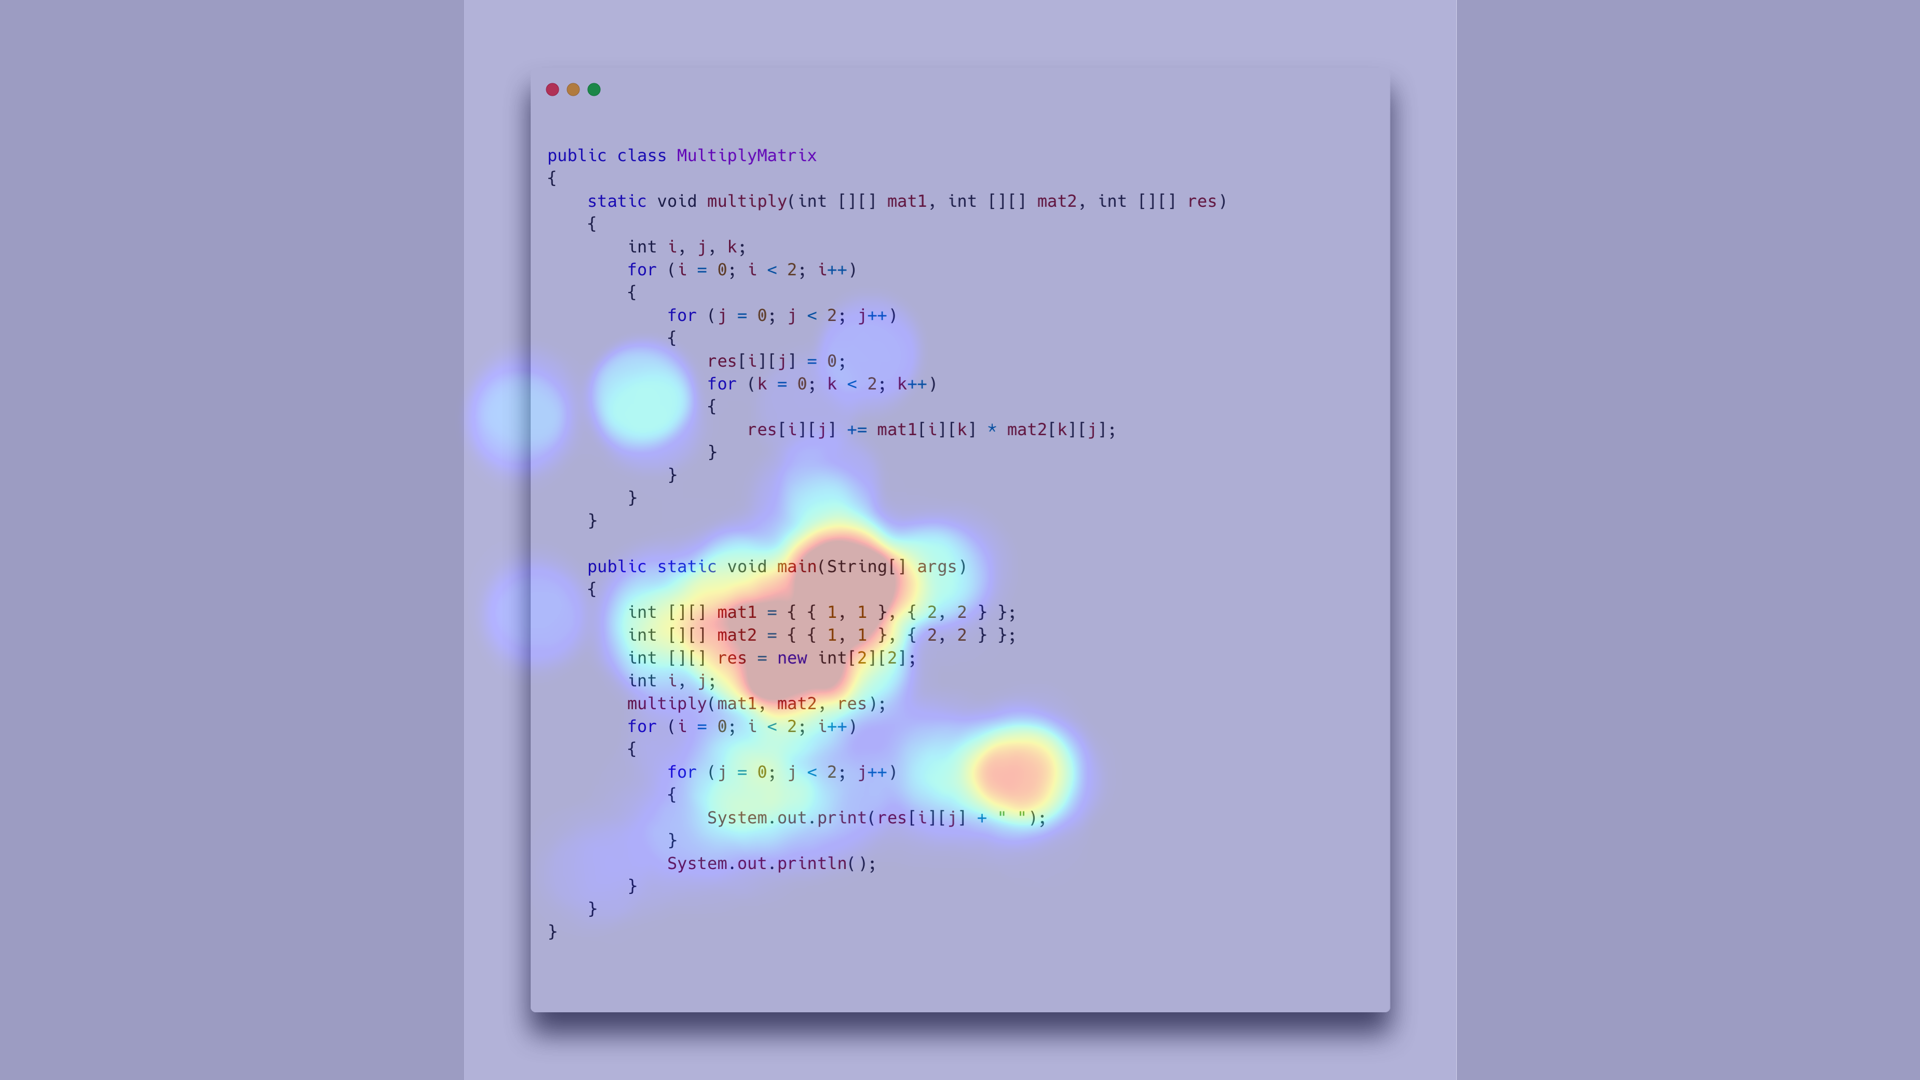 public class MultiplyMatrix
{
    static void multiply(int [][] mat1, int [][] mat2, int [][] res)
    {
        int i, j, k;
        for (i = 0; i < 2; i++)
        {
            for (j = 0; j < 2; j++)
            {
                res[i][j] = 0;
                for (k = 0; k < 2; k++)
                {
                    res[i][j] += mat1[i][k] * mat2[k][j];
                }
            }
        }
    }

    public static void main(String[] args)
    {
        int [][] mat1 = { { 1, 1 }, { 2, 2 } };
        int [][] mat2 = { { 1, 1 }, { 2, 2 } };
        int [][] res = new int[2][2];
        int i, j;
        multiply(mat1, mat2, res);
        for (i = 0; i < 2; i++)
        {
            for (j = 0; j < 2; j++)
            {
                System.out.print(res[i][j] + " ");
            }
            System.out.println();
        }
    }
}